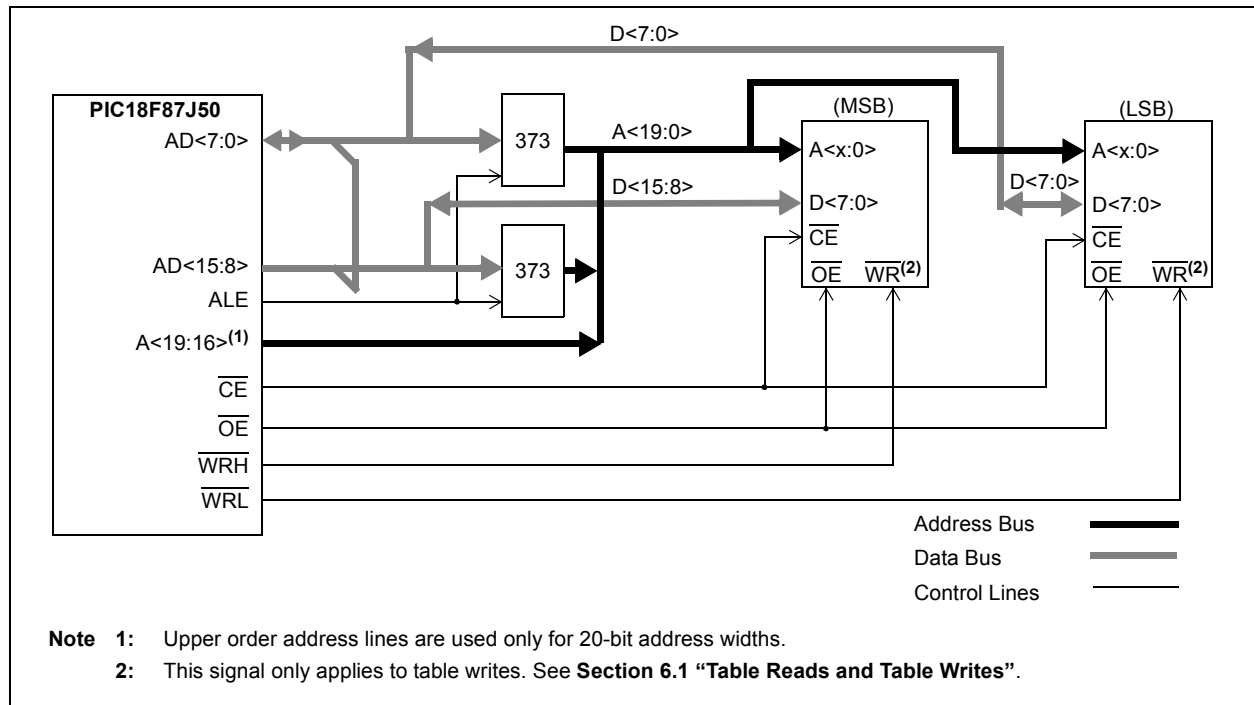 D<7:0>
PIC18F87J50
AD<7:0>
AD<15:8>
ALE
A<19:16>(1)
CE
OE
WRH
WRL
373
373
A<19:0>
D<15:8>
(MSB)
A<x:0>
D<7:0>
CE
OE WR(2)
(LSB)
D<7:0>
A<x:0>
D<7:0>
CE
OE WR(2)
Address Bus
Data Bus
Control Lines
Note 1: Upper order address lines are used only for 20-bit address widths.
2: This signal only applies to table writes. See Section 6.1 “Table Reads and Table Writes”.